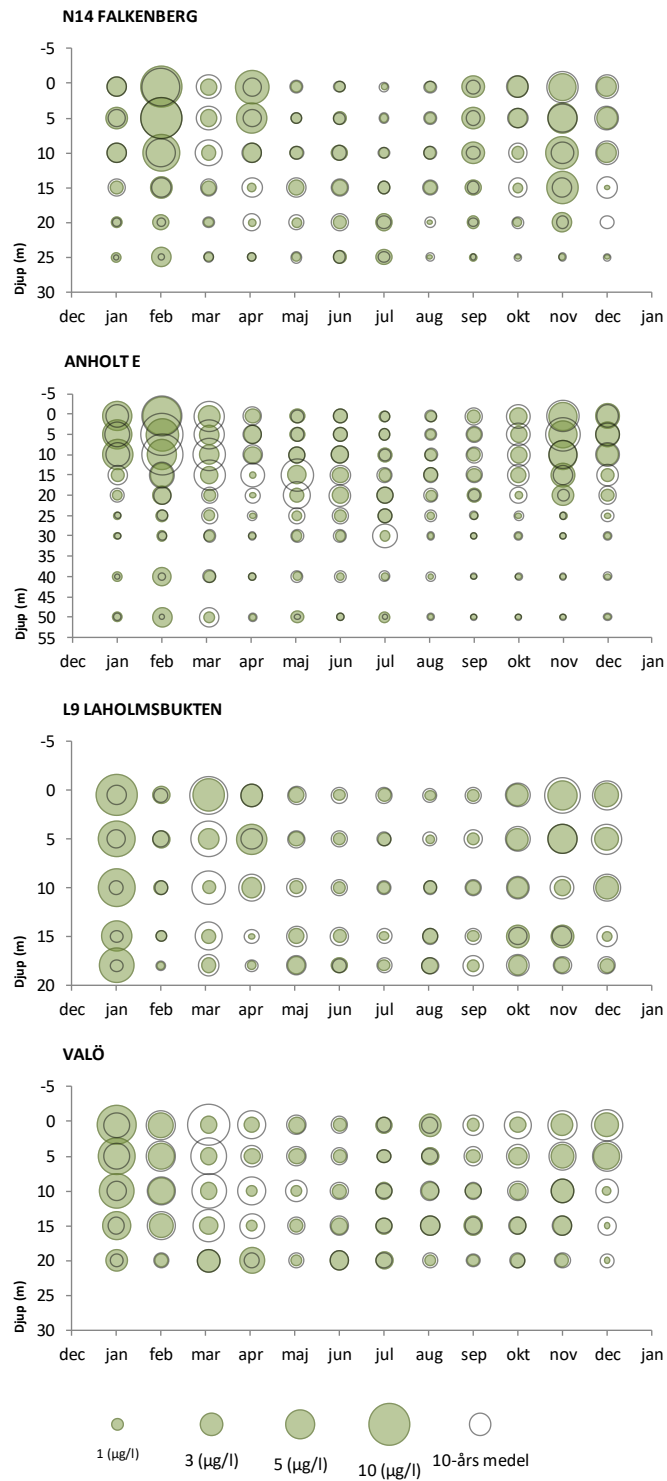 N14 FALKENBERG
-5
0
5
10
15
20
25
30
Djup (m)
dec jan feb mar apr maj jun jul aug sep okt nov dec jan
ANHOLT E
-5
0
5
10
15
20
25
30
35
40
50
55
Djup (m)
dec jan feb mar apr maj jun jul aug sep okt nov dec jan
L9 LAHOLMSBUKTEN
-5
0
5
10
15
20
Djup (m)
dec jan feb mar apr maj jun jul aug sep okt nov dec jan
VALÖ
-5
0
5
10
15
20
25
30
Djup (m)
dec jan feb mar apr maj jun jul aug sep okt nov dec jan
1 (µg/l) 3 (µg/l) 5 (µg/l) 10 (µg/l) 10-års medel